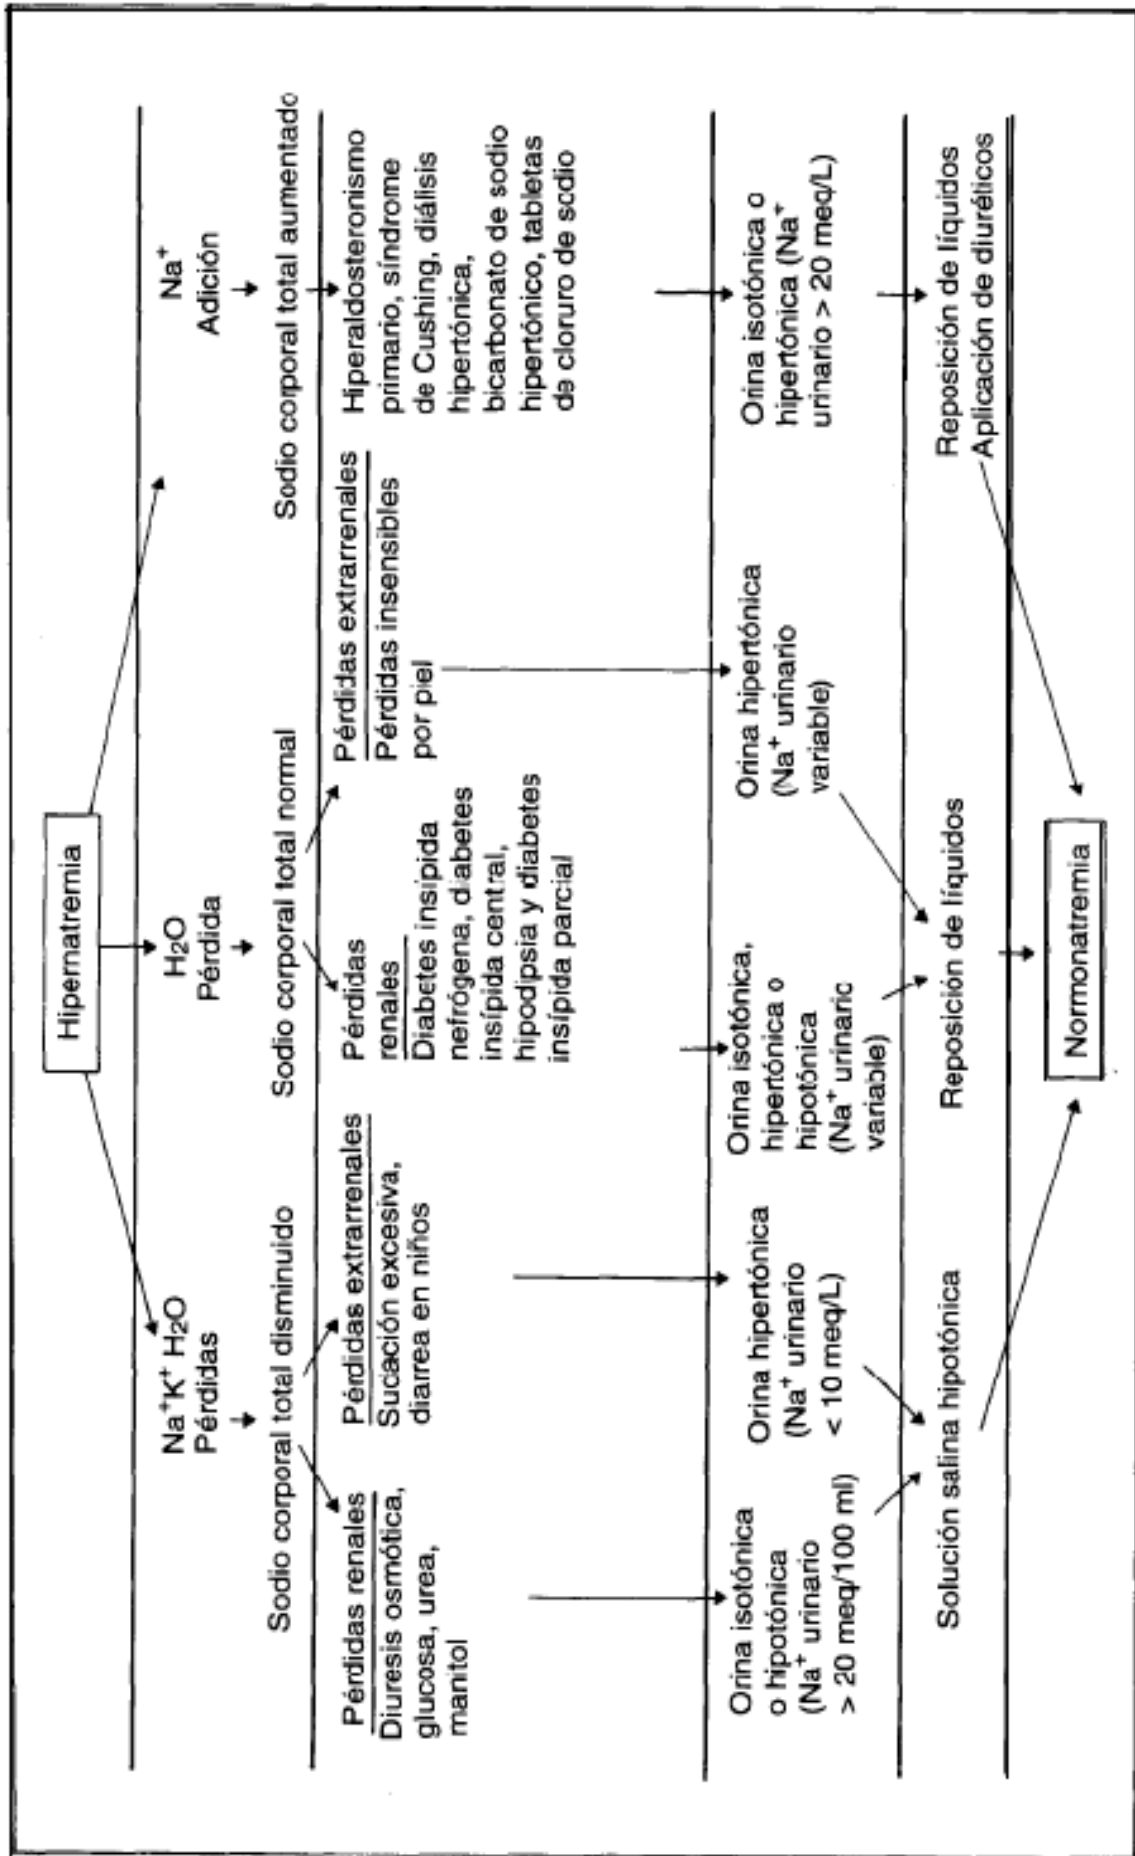 Hipernatremia
Na⁺K⁺ H₂O
Pérdidas
H₂O
Pérdida
Na⁺
Adición
Sodio corporal total disminuido
Sodio corporal total normal
Sodio corporal total aumentado
Pérdidas renales
Diuresis osmótica,
glucosa, urea,
manitol
Pérdidas extrarrenales
Sucación excesiva,
diarrea en niños
Pérdidas
renales
Diabetes insipida
nefrógena, diabetes
insípida central,
hipodipsia y diabetes
insípida parcial
Pérdidas extrarrenales
Pérdidas insensibles
por piel
Hiperaldosteronismo
primario, síndrome
de Cushing, diálisis
hipertónica,
bicarbonato de sodio
hipertónico, tabletas
de cloruro de sodio
Orina isotónica
o hipotónica
(Na⁺ urinario
> 20 meq/100 ml)
Orina hipertónica
(Na⁺ urinario
< 10 meq/L)
Orina isotónica,
hipertónica o
hipotónica
(Na⁺ urinario
variable)
Orina hipertónica
(Na⁺ urinario
variable)
Orina isotónica o
hipertónica (Na⁺
urinario > 20 meq/L)
Solución salina hipotónica
Reposición de líquidos
Reposición de líquidos
Aplicación de diuréticos
Normonatremia